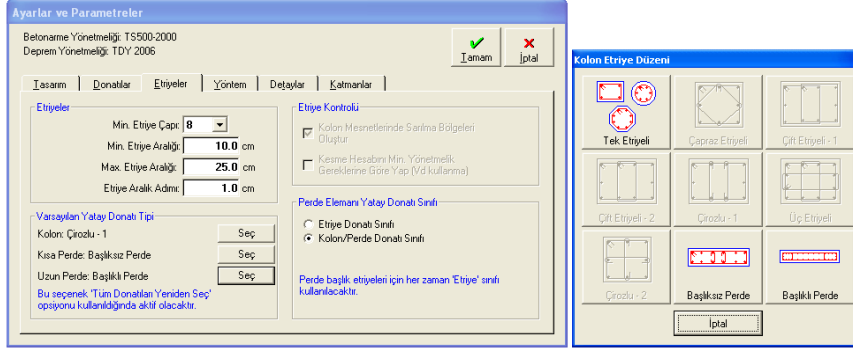 Ayarlar ve Parametreler
Betonarme Yönetmeliği: TS500-2000
Deprem Yönetmeliği: TDY 2006
Tamam
İptal
Tasarım
Donatılar
Etriyeler
Yöntem
Detaylar
Katmanlar
Etriyeler
Min. Etriye Çapı: 8
Min. Etriye Aralığı: 10.0 cm
Max. Etriye Aralığı: 25.0 cm
Etriye Aralık Adımı: 1.0 cm
Varsayılan Yatay Donatı Tipi
Kolon: Çirozlu - 1
Seç
Kısa Perde: Başlıksız Perde
Seç
Uzun Perde: Başlıklı Perde
Seç
Bu seçenek 'Tüm Donatıları Yeniden Seç'
opsiyonu kullanıldığında aktif olacaktır.
Etriye Kontrolü
Kolon Mesnetlerinde Sarılma Bölgeleri
Oluştur
Kesme Hesabını Min. Yönetmelik
Gereklerine Göre Yap (Vd kullanma)
Perde Elemanı Yatay Donatı Sınıfı
Etriye Donatı Sınıfı
Kolon/Perde Donatı Sınıfı
Perde başlık etriyeleri için her zaman 'Etriye' sınıfı
kullanılacaktır.
Kolon Etriye Düzeni
Tek Etriyeli
Çapraz Etriyeli
Çift Etriyeli - 1
Çift Etriyeli - 2
Çirozlu - 1
Üç Etriyeli
Çirozlu - 2
Başlıksız Perde
Başlıklı Perde
İptal